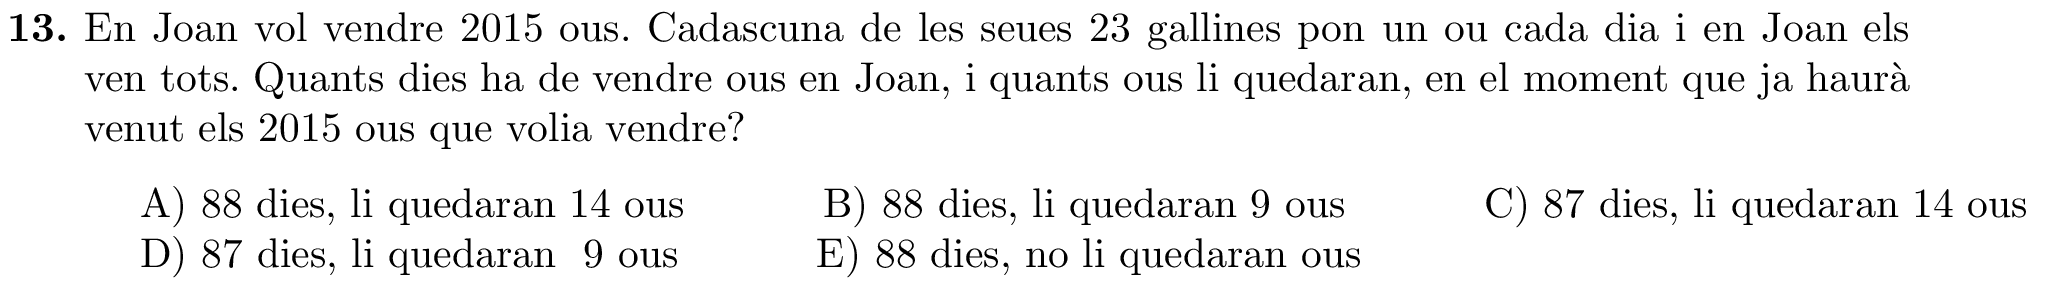 13. En Joan vol vendre 2015 ous. Cadascuna de les seues 23 gallines pon un ou cada dia i en Joan els
ven tots. Quants dies ha de vendre ous en Joan, i quants ous li quedaran, en el moment que ja haurà
venut els 2015 ous que volia vendre?
A) 88 dies, li quedaran 14 ous B) 88 dies, li quedaran 9 ous C) 87 dies, li quedaran 14 ous
D) 87 dies, li quedaran 9 ous E) 88 dies, no li quedaran ous